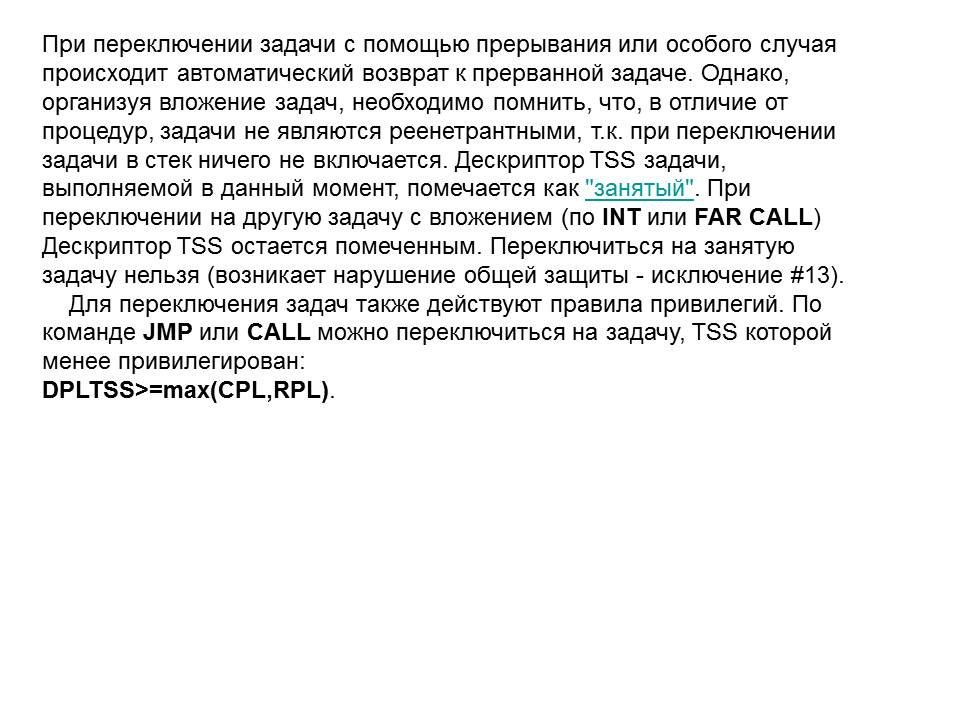 При переключении задачи с помощью прерывания или особого случая
происходит автоматический возврат к прерванной задаче. Однако,
организуя вложение задач, необходимо помнить, что, в отличие от
процедур, задачи не являются реенетрантными, т.к. при переключении
задачи в стек ничего не включается. Дескриптор TSS задачи,
выполняемой в данный момент, помечается как "занятый". При
переключении на другую задачу с вложением (по INT или FAR CALL)
Дескриптор TSS остается помеченным. Переключиться на занятую
задачу нельзя (возникает нарушение общей защиты - исключение #13).
Для переключения задач также действуют правила привилегий. По
команде JMP или CALL можно переключиться на задачу, TSS которой
менее привилегирован:
DPLTSS>=max(CPL,RPL).